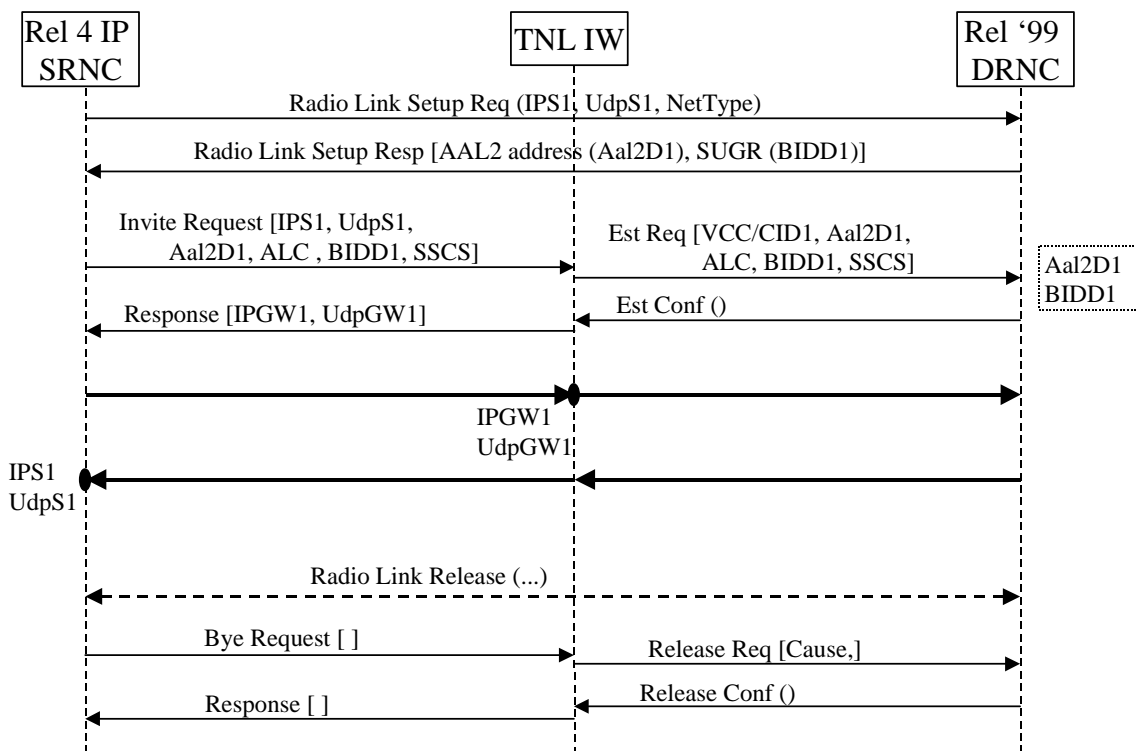 Rel 4 IP
SRNC
TNL IW
Rel ‘99
DRNC
Radio Link Setup Req (IPS1, UdpS1, NetType)
Radio Link Setup Resp [AAL2 address (Aal2D1), SUGR (BIDD1)]
Invite Request [IPS1, UdpS1,
Aal2D1, ALC , BIDD1, SSCS]
Est Req [VCC/CID1, Aal2D1,
ALC, BIDD1, SSCS]
Aal2D1
BIDD1
Response [IPGW1, UdpGW1]
Est Conf ()
IPGW1
UdpGW1
IPS1
UdpS1
Radio Link Release (...)
Bye Request [ ]
Release Req [Cause,]
Release Conf ()
Response [ ]